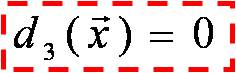 d₃(x⃗) = 0